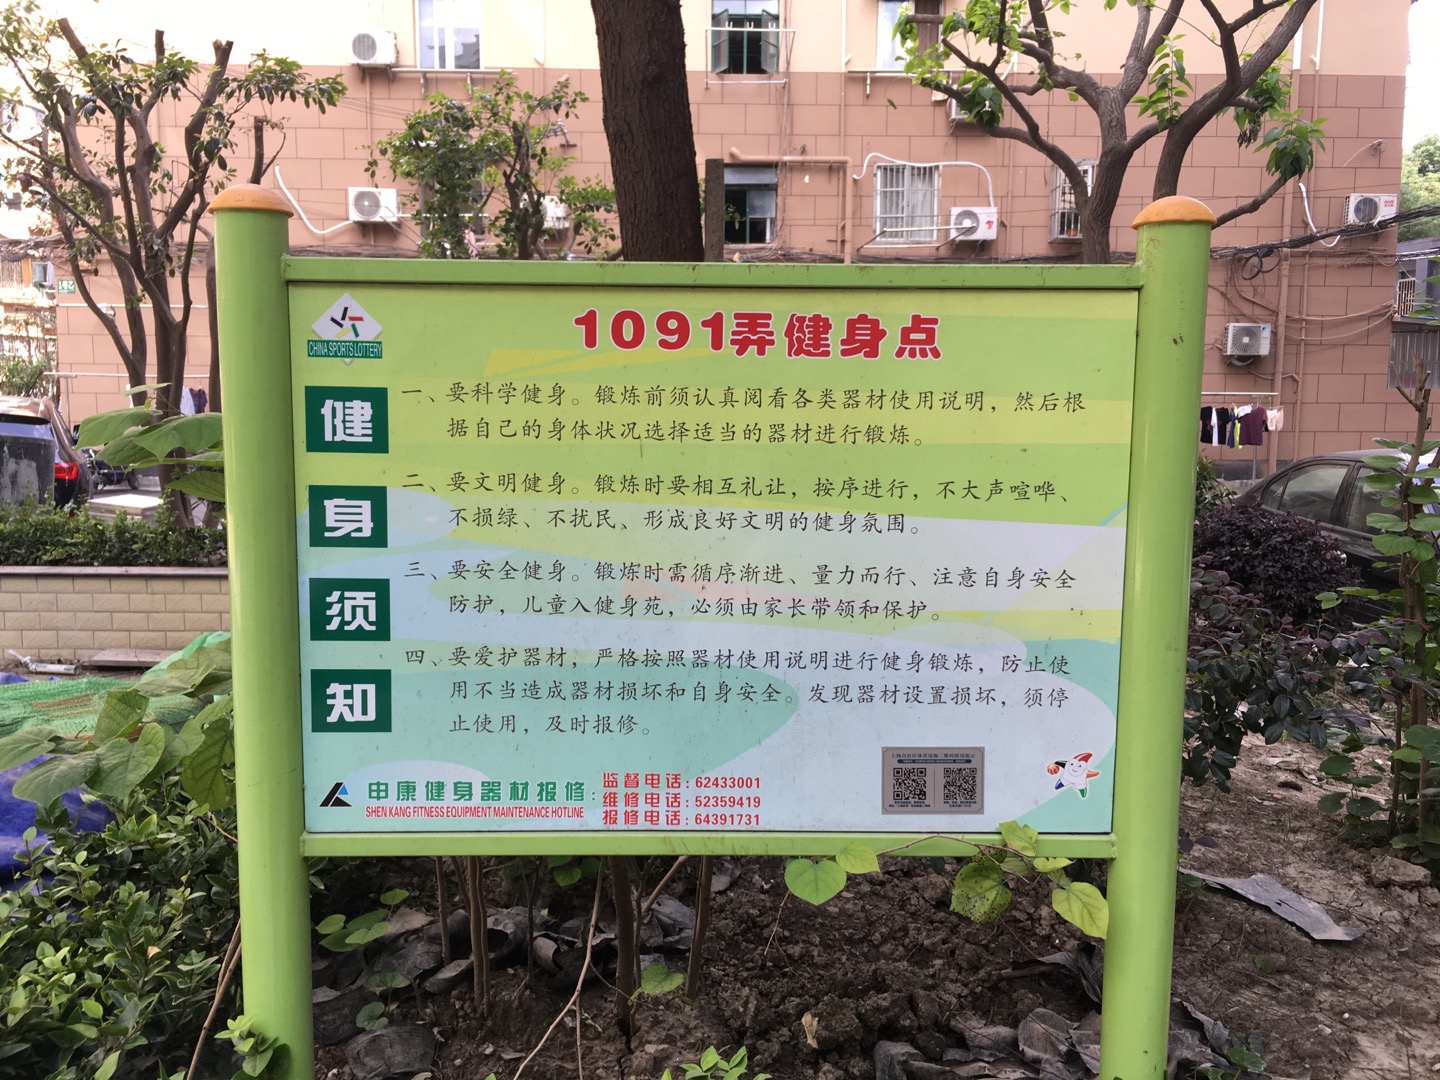 1091弄健身点
CHINA SPORTS LOTTERY
健
身
须
知
一、要科学健身。锻炼前须认真阅看各类器材使用说明，然后根
据自己的身体状况选择适当的器材进行锻炼。
二、要文明健身。锻炼时要相互礼让，按序进行，不大声喧哗、
不损绿、不扰民、形成良好文明的健身氛围。
三、要安全健身。锻炼时需循序渐进、量力而行、注意自身安全
防护，儿童入健身苑，必须由家长带领和保护。
四、要爱护器材，严格按照器材使用说明进行健身锻炼，防止使
用不当造成器材损坏和自身安全。发现器材设置损坏，须停
止使用，及时报修。
申康健身器材报修：
SHEN KANG FITNESS EQUIPMENT MAINTENANCE HOTLINE
监督电话：62433001
维修电话：52359419
报修电话：64391731